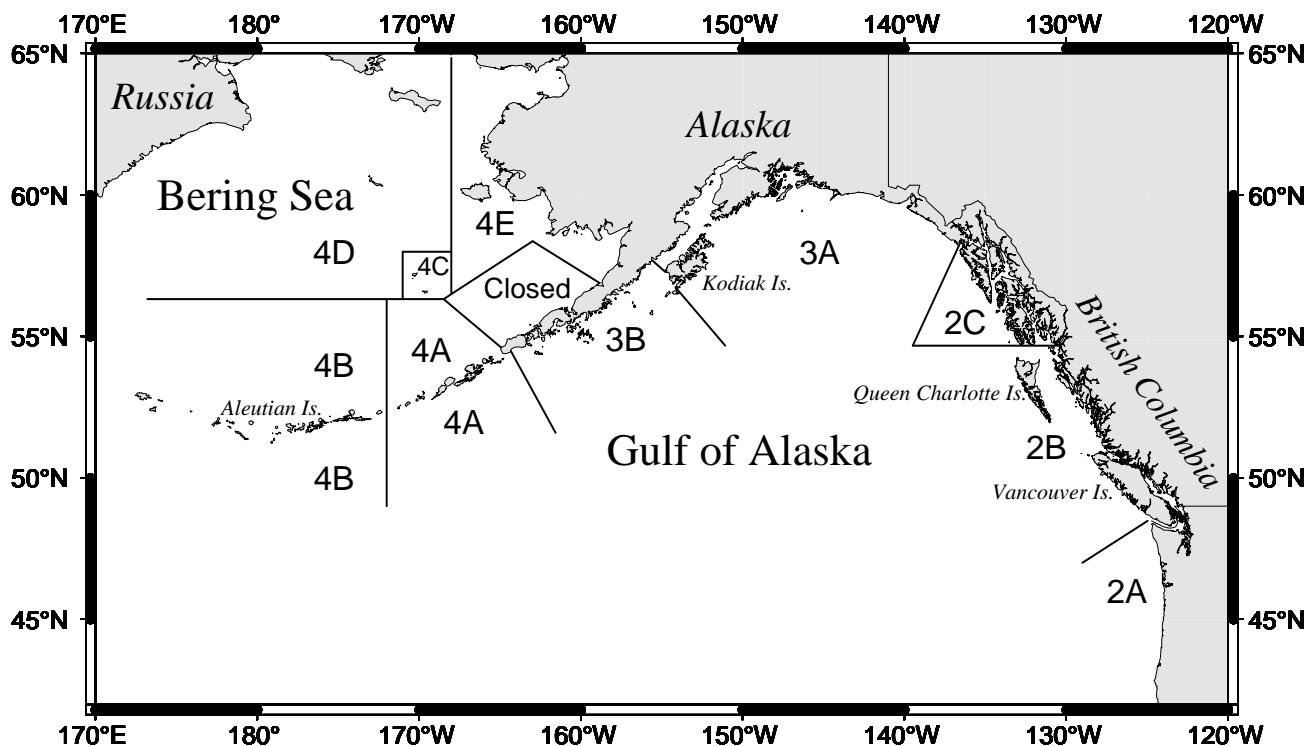 170°E 180° 170°W 160°W 150°W 140°W 130°W 120°W
65°N 65°N
Russia
Alaska
60°N 60°N
Bering Sea
4E
4D
4C
3A
Closed
Kodiak Is.
55°N 55°N
4A
3B
2C
British Columbia
4B
Aleutian Is.
4A
Queen Charlotte Is.
Gulf of Alaska
2B
50°N 50°N
4B
Vancouver Is.
2A
45°N 45°N
170°E 180° 170°W 160°W 150°W 140°W 130°W 120°W